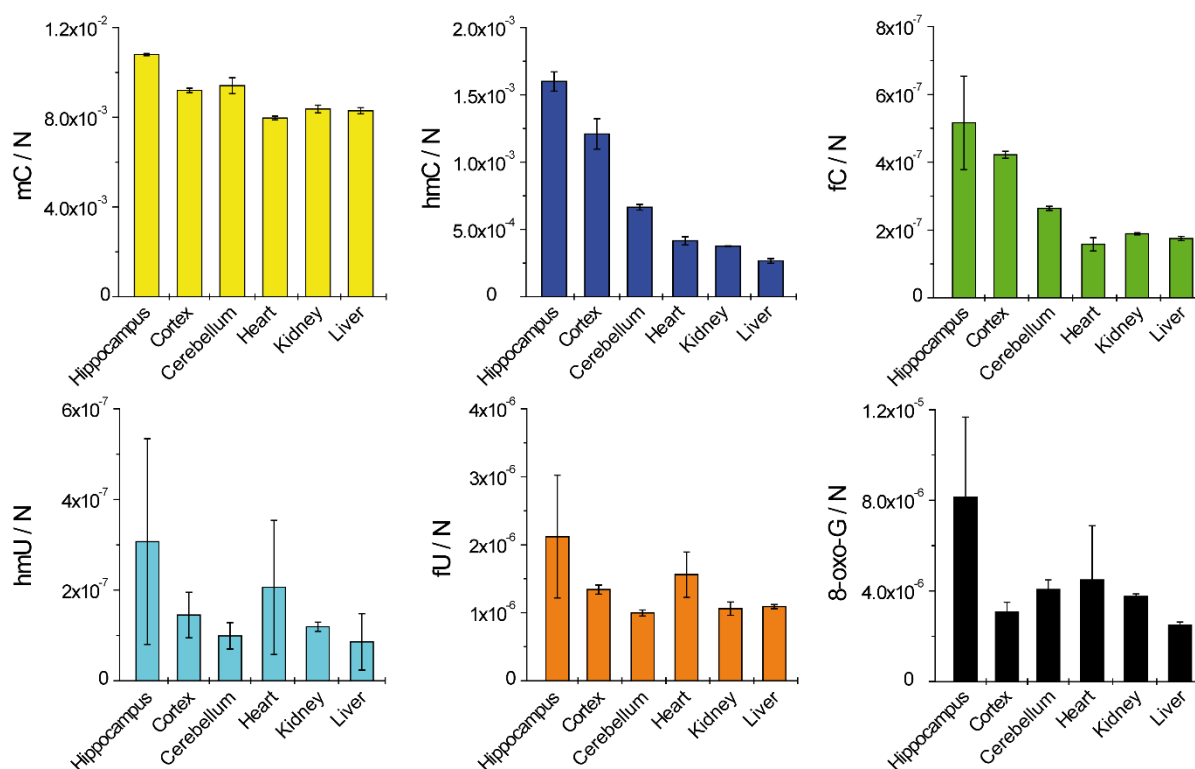 mC / N
1.2x10⁻²
8.0x10⁻³
4.0x10⁻³
0
Hippocampus
Cortex
Cerebellum
Heart
Kidney
Liver
hmC / N
2.0x10⁻³
1.5x10⁻³
1.0x10⁻³
5.0x10⁻⁴
0
Hippocampus
Cortex
Cerebellum
Heart
Kidney
Liver
fC / N
8x10⁻⁷
6x10⁻⁷
4x10⁻⁷
2x10⁻⁷
0
Hippocampus
Cortex
Cerebellum
Heart
Kidney
Liver
hmU / N
6x10⁻⁷
4x10⁻⁷
2x10⁻⁷
0
Hippocampus
Cortex
Cerebellum
Heart
Kidney
Liver
fU / N
4x10⁻⁶
3x10⁻⁶
2x10⁻⁶
1x10⁻⁶
0
Hippocampus
Cortex
Cerebellum
Heart
Kidney
Liver
8-oxo-G / N
1.2x10⁻⁵
8.0x10⁻⁶
4.0x10⁻⁶
0
Hippocampus
Cortex
Cerebellum
Heart
Kidney
Liver